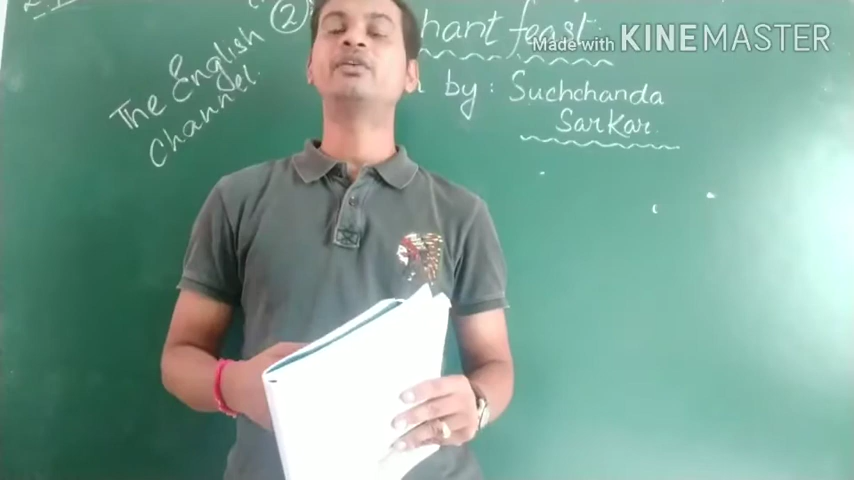 The English
Channel.
②
hant feast.
by : Suchchanda
Sarkar.
Made with KINEMASTER